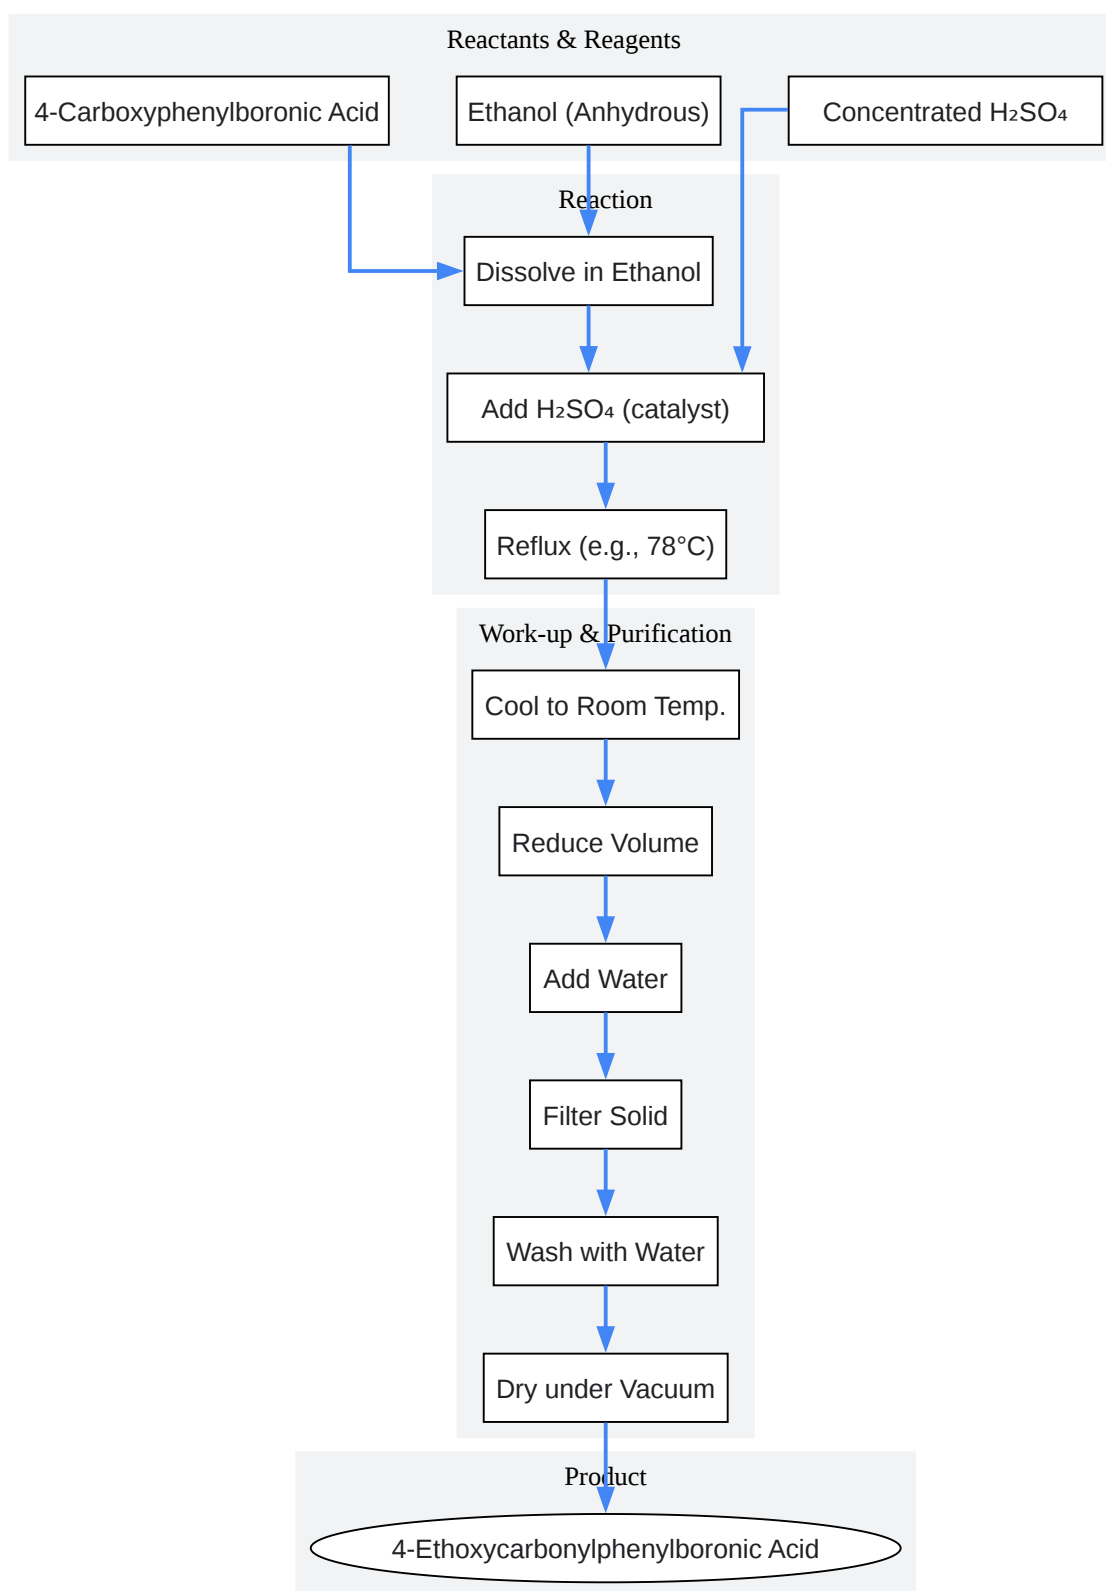 Reactants & Reagents
4-Carboxyphenylboronic Acid
Ethanol (Anhydrous)
Concentrated H₂SO₄
Reaction
Dissolve in Ethanol
Add H₂SO₄ (catalyst)
Reflux (e.g., 78°C)
Work-up & Purification
Cool to Room Temp.
Reduce Volume
Add Water
Filter Solid
Wash with Water
Dry under Vacuum
Product
4-Ethoxycarbonylphenylboronic Acid